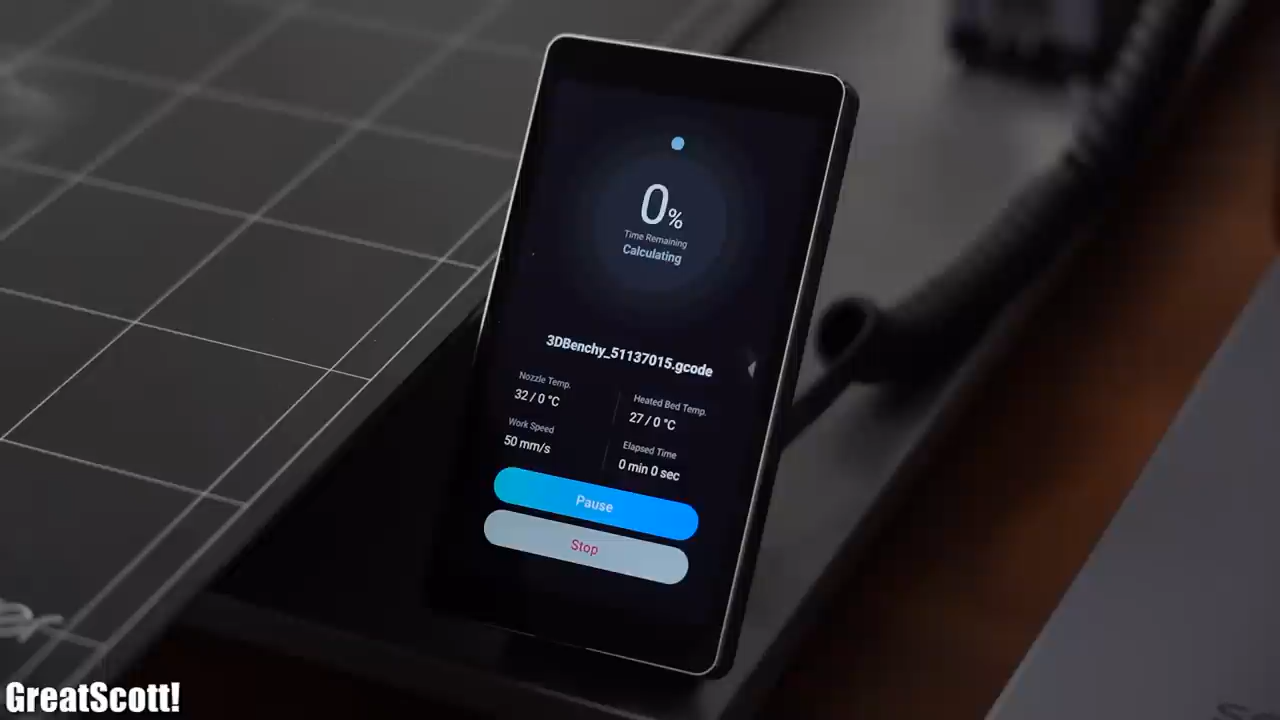 0%
Time Remaining
Calculating
3DBenchy_51137015.gcode
Nozzle Temp.
32 / 0 °C
Heated Bed Temp.
27 / 0 °C
Work Speed
50 mm/s
Elapsed Time
0 min 0 sec
Pause
Stop
GreatScott!